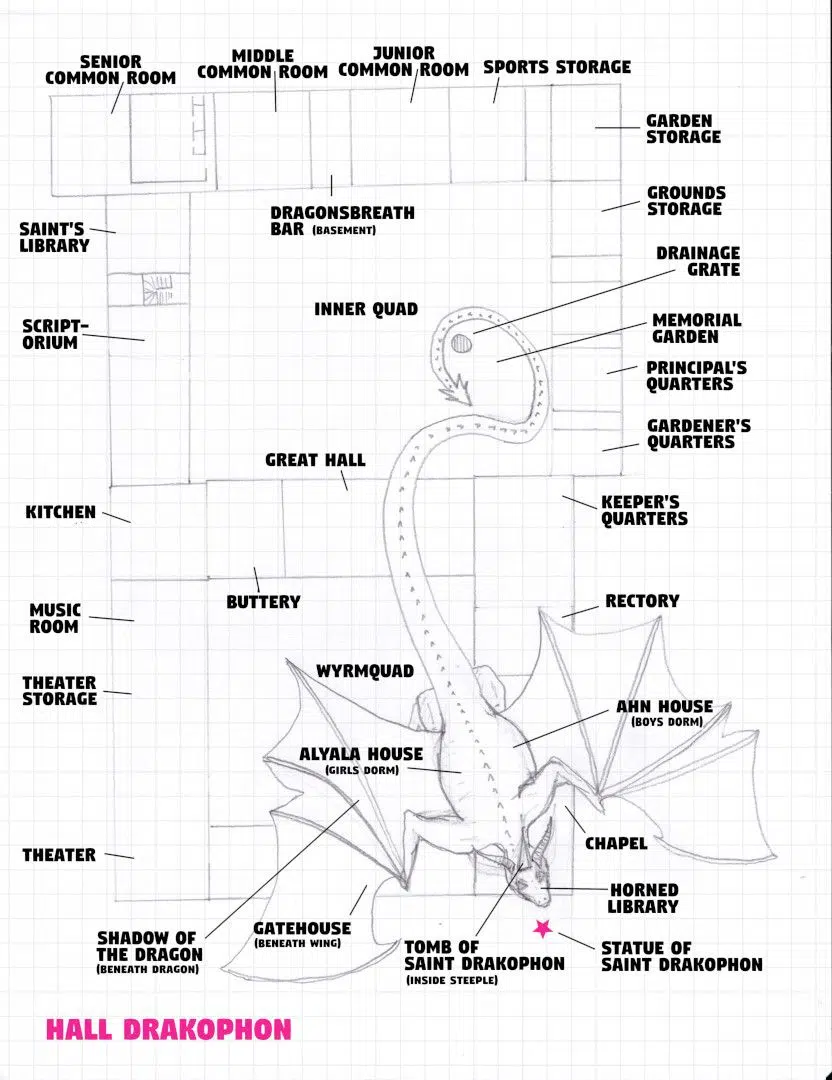 SENIOR
COMMON ROOM
MIDDLE
COMMON ROOM
JUNIOR
COMMON ROOM
SPORTS STORAGE
GARDEN
STORAGE
GROUNDS
STORAGE
DRAGONSBREATH
BAR (BASEMENT)
SAINT'S
LIBRARY
DRAINAGE
GRATE
INNER QUAD
MEMORIAL
GARDEN
SCRIPT-
ORIUM
PRINCIPAL'S
QUARTERS
GARDENER'S
QUARTERS
GREAT HALL
KITCHEN
KEEPER'S
QUARTERS
BUTTERY
RECTORY
MUSIC
ROOM
WYRMQUAD
THEATER
STORAGE
AHN HOUSE
(BOYS DORM)
ALYALA HOUSE
(GIRLS DORM)
CHAPEL
THEATER
HORNED
LIBRARY
SHADOW OF
THE DRAGON
(BENEATH DRAGON)
GATEHOUSE
(BENEATH WING)
TOMB OF
SAINT DRAKOPHON
(INSIDE STEEPLE)
STATUE OF
SAINT DRAKOPHON
HALL DRAKOPHON